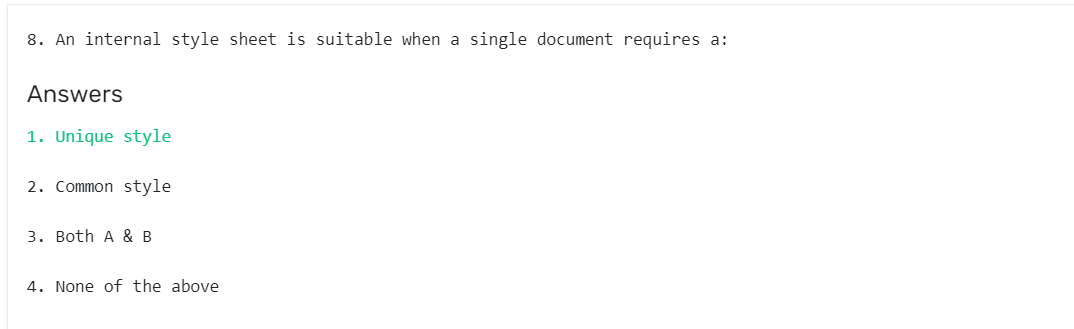 8. An internal style sheet is suitable when a single document requires a:
Answers
1. Unique style
2. Common style
3. Both A & B
4. None of the above